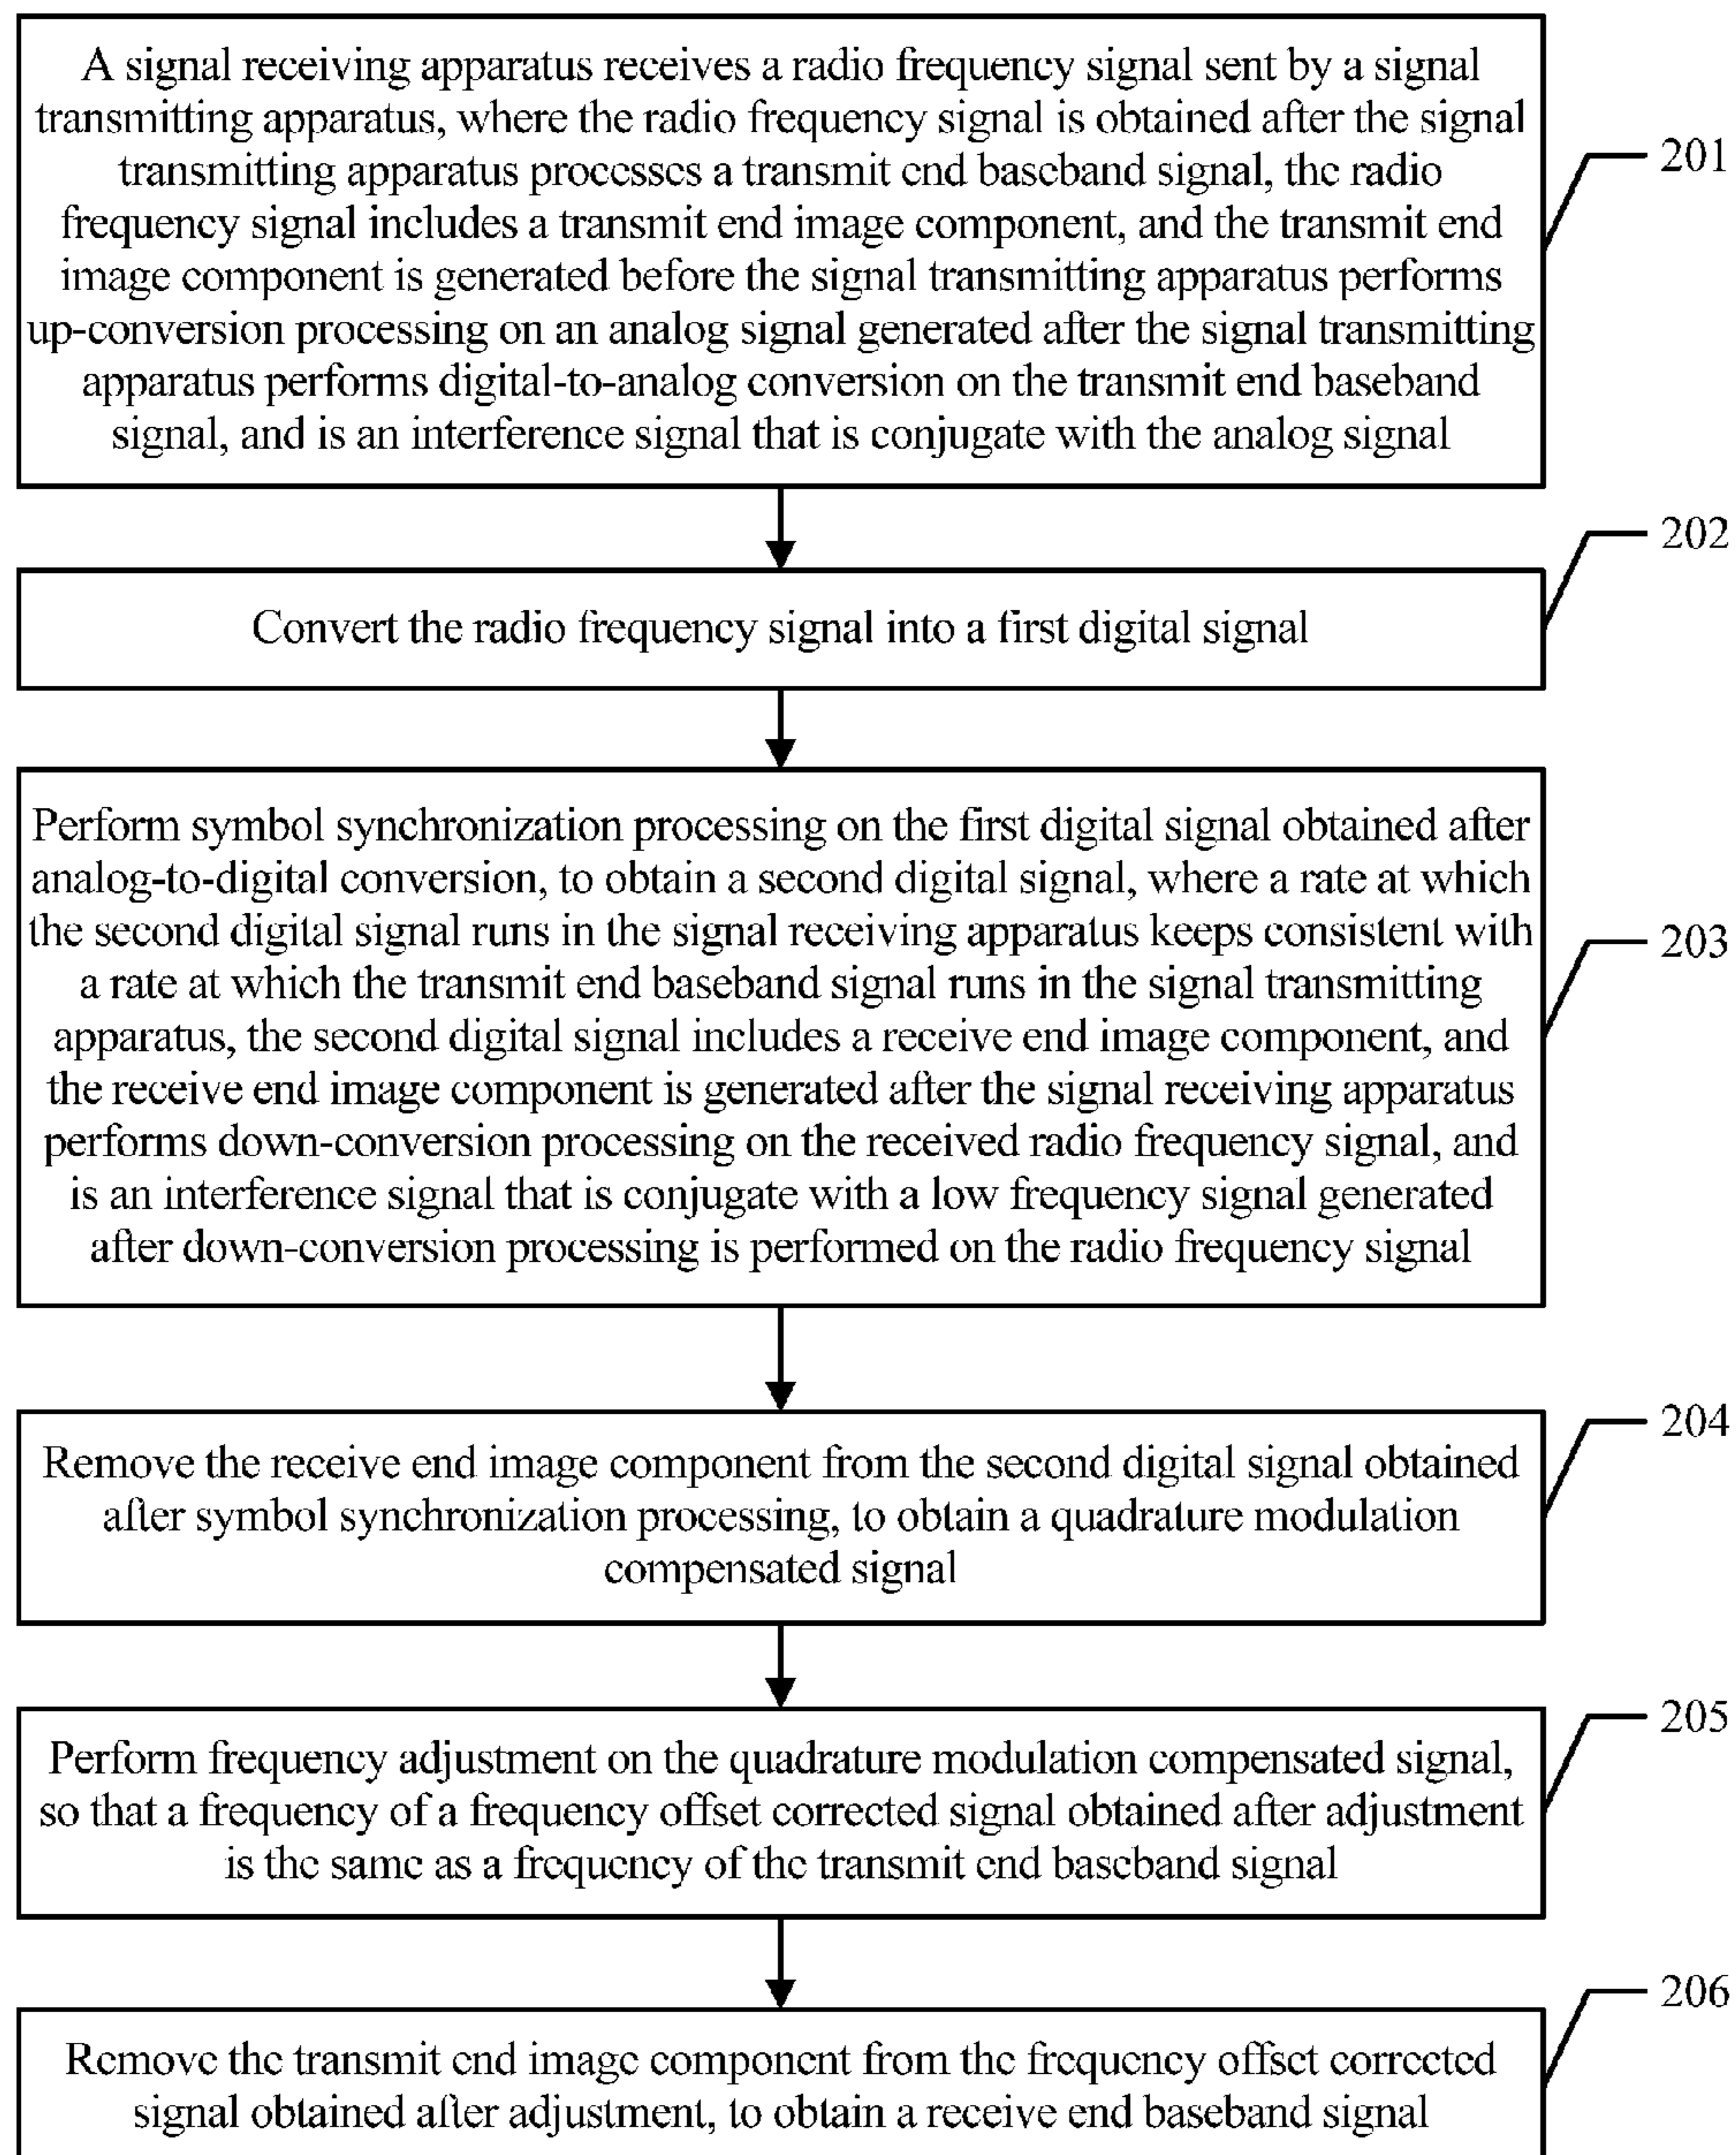 A signal receiving apparatus receives a radio frequency signal sent by a signal
transmitting apparatus, where the radio frequency signal is obtained after the signal
transmitting apparatus processes a transmit end baseband signal, the radio
frequency signal includes a transmit end image component, and the transmit end
image component is generated before the signal transmitting apparatus performs
up-conversion processing on an analog signal generated after the signal transmitting
apparatus performs digital-to-analog conversion on the transmit end baseband
signal, and is an interference signal that is conjugate with the analog signal
201
202
Convert the radio frequency signal into a first digital signal
Perform symbol synchronization processing on the first digital signal obtained after
analog-to-digital conversion, to obtain a second digital signal, where a rate at which
the second digital signal runs in the signal receiving apparatus keeps consistent with
a rate at which the transmit end baseband signal runs in the signal transmitting
apparatus, the second digital signal includes a receive end image component, and
the receive end image component is generated after the signal receiving apparatus
performs down-conversion processing on the received radio frequency signal, and
is an interference signal that is conjugate with a low frequency signal generated
after down-conversion processing is performed on the radio frequency signal
203
204
Remove the receive end image component from the second digital signal obtained
after symbol synchronization processing, to obtain a quadrature modulation
compensated signal
205
Perform frequency adjustment on the quadrature modulation compensated signal,
so that a frequency of a frequency offset corrected signal obtained after adjustment
is the same as a frequency of the transmit end baseband signal
206
Remove the transmit end image component from the frequency offset corrected
signal obtained after adjustment, to obtain a receive end baseband signal